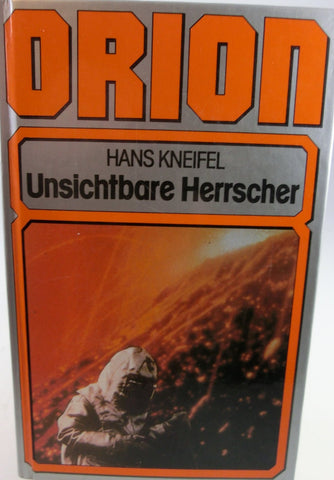 ORION
HANS KNEIFEL
Unsichtbare Herrscher